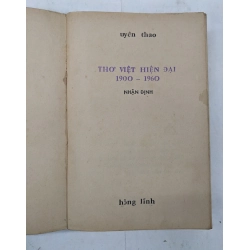 uyên thao
THƠ VIỆT HIỆN ĐẠI
1900 - 1960
NHẬN ĐỊNH
hồng lĩnh